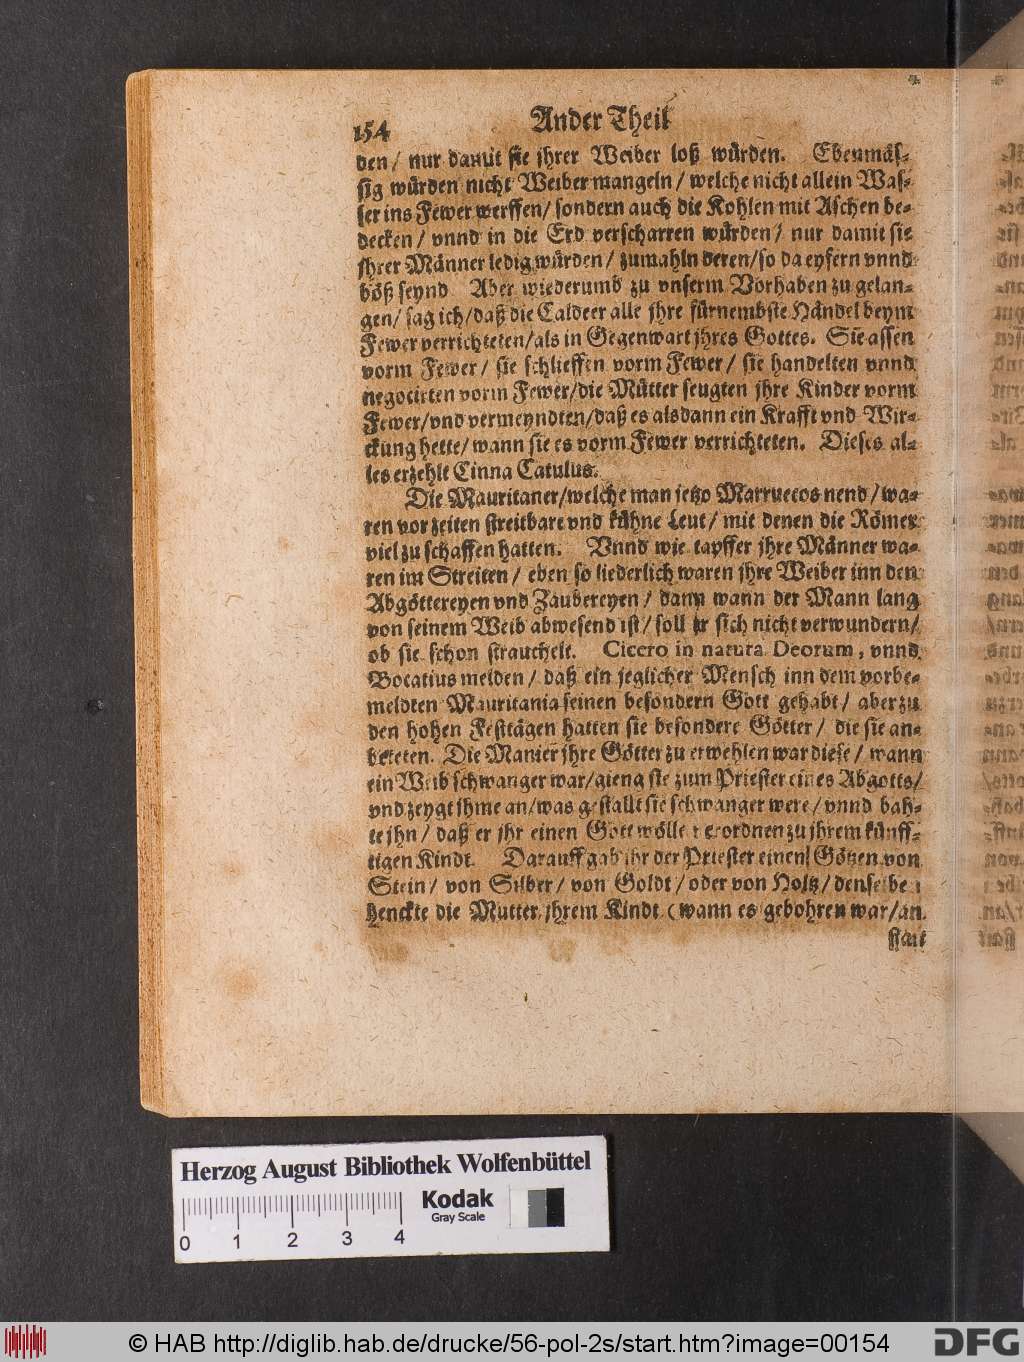 154 Ander Theil
den / nur damit sie jhrer Weiber loß würden. Ebenmäs-
sig würden nicht Weiber mangeln / welche nicht allein Was-
ser ins Fewer werffen / sondern auch die Kohlen mit Aschen be-
decken / vnnd in die Erd verscharren würden / nur damit sie
jhrer Männer ledig würden / zumahln deren / so da eyfern vnnd
böß seynd Aber wiederumb zu vnserm Vorhaben zu gelan-
gen / sag ich / daß die Caldeer alle jhre fürnembste Händel beym
Fewer verrichteten / als in Gegenwart jhres Gottes. Sie assen
vorm Fewer / sie schlieffen vorm Fewer / sie handelten vnnd
negotirten vorm Fewer / die Mütter seugten jhre Kinder vorm
Fewer / vnd vermeyndten / daß es alsdann ein Krafft vnd Wir-
ckung hette / wann sie es vorm Fewer verrichteten. Dieses al-
les erzehlt Cinna Catulus.
Die Mauritaner / welche man jetzo Marruecos nend / wa-
ren vor zeiten streitbare vnd kühne Leut / mit denen die Römer
viel zu schaffen hatten. Vnnd wie tapffer jhre Männer wa-
ren im Streiten / eben so liederlich waren jhre Weiber inn den
Abgöttereyen vnd Zaubereyen / dann wann der Mann lang
von seinem Weib abwesend ist / soll er sich nicht verwundern /
ob sie schon strauchelt. Cicero in natura Deorum, vnnd
Bocatius melden / daß ein jeglicher Mensch inn dem vorbe-
meldten Mauritania seinen besondern Gott gehabt / aber zu
den hohen Festtägen hatten sie besondere Götter / die sie an-
beteten. Die Manier jhre Götter zu erwehlen war diese / wann
ein Weib schwanger war / gieng sie zum Priester eines Abgotts /
vnd zeygt jhme an / was gestallt sie schwanger were / vnnd bah-
te jhn / daß er jhr einen Gott wölle verordnen zu jhrem künff-
tigen Kindt. Darauff gab jhr der Priester einen Götzen von
Stein / von Silber / von Goldt / oder von Holtz / denselben
henckte die Mutter jhrem Kindt (wann es gebohren war / an
statt
Herzog August Bibliothek Wolfenbüttel
Kodak
Gray Scale
0 1 2 3 4
© HAB http://diglib.hab.de/drucke/56-pol-2s/start.htm?image=00154
DFG